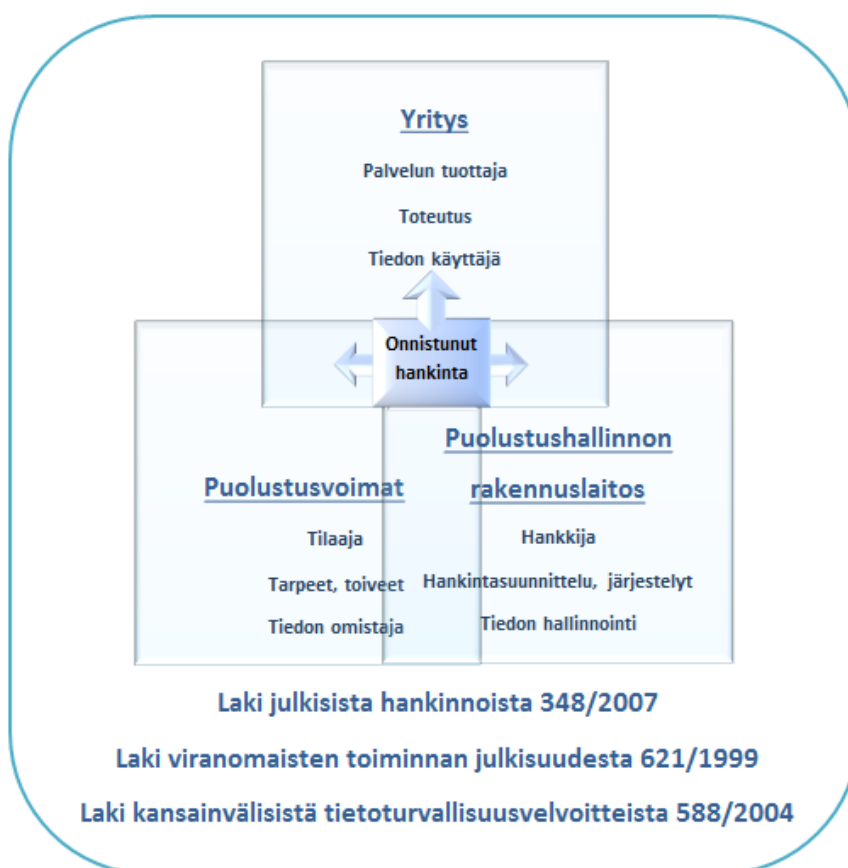 Yritys
Palvelun tuottaja
Toteutus
Tiedon käyttäjä
Onnistunut
hankinta
Puolustusvoimat
Tilaaja
Tarpeet, toiveet
Tiedon omistaja
Puolustushallinnon
rakennuslaitos
Hankkija
Hankintasuunnittelu, järjestelyt
Tiedon hallinnointi
Laki julkisista hankinnoista 348/2007
Laki viranomaisten toiminnan julkisuudesta 621/1999
Laki kansainvälisistä tietoturvallisuusvelvoitteista 588/2004